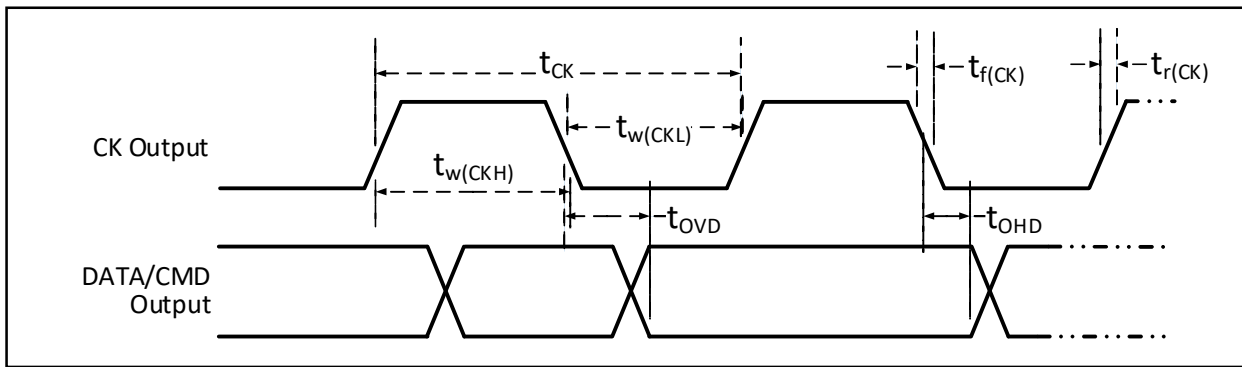 tCK
tf(CK)
tr(CK)
CK Output
tw(CKL)
tw(CKH)
tOVD
tOHD
DATA/CMD
Output